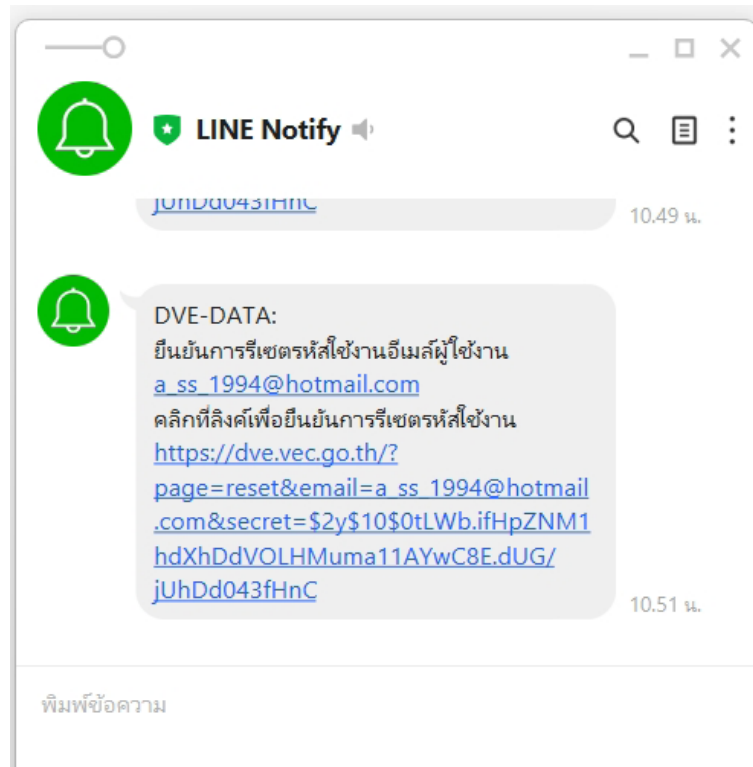 LINE Notify
jUhDd043fHnC
10.49 น.
DVE-DATA:
ยืนยันการรีเซตรหัสใช้งานอีเมล์ผู้ใช้งาน
a_ss_1994@hotmail.com
คลิกที่ลิงค์เพื่อยืนยันการรีเซตรหัสใช้งาน
https://dve.vec.go.th/?
page=reset&email=a_ss_1994@hotmail
.com&secret=$2y$10$0tLWb.ifHpZNM1
hdXhDdVOLHMuma11AYwC8E.dUG/
jUhDd043fHnC
10.51 น.
พิมพ์ข้อความ